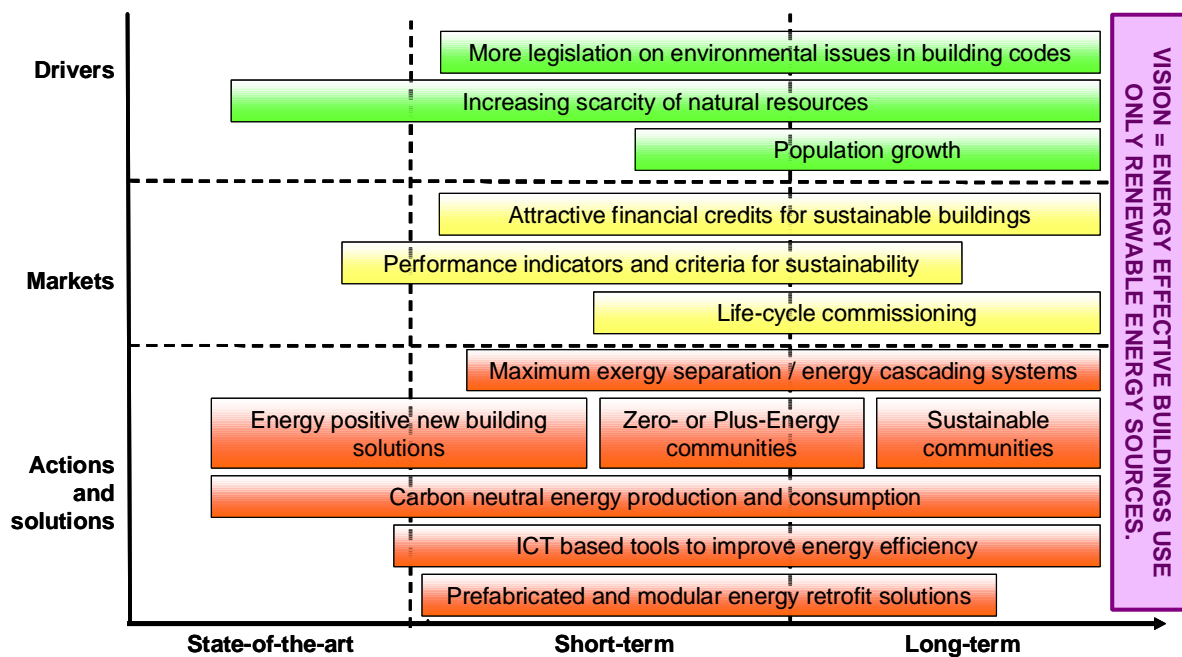 Drivers
More legislation on environmental issues in building codes
Increasing scarcity of natural resources
Population growth
Markets
Attractive financial credits for sustainable buildings
Performance indicators and criteria for sustainability
Life-cycle commissioning
Actions
and
solutions
Maximum exergy separation / energy cascading systems
Energy positive new building
solutions
Zero- or Plus-Energy
communities
Sustainable
communities
Carbon neutral energy production and consumption
ICT based tools to improve energy efficiency
Prefabricated and modular energy retrofit solutions
State-of-the-art
Short-term
Long-term
VISION = ENERGY EFFECTIVE BUILDINGS USE
ONLY RENEWABLE ENERGY SOURCES.